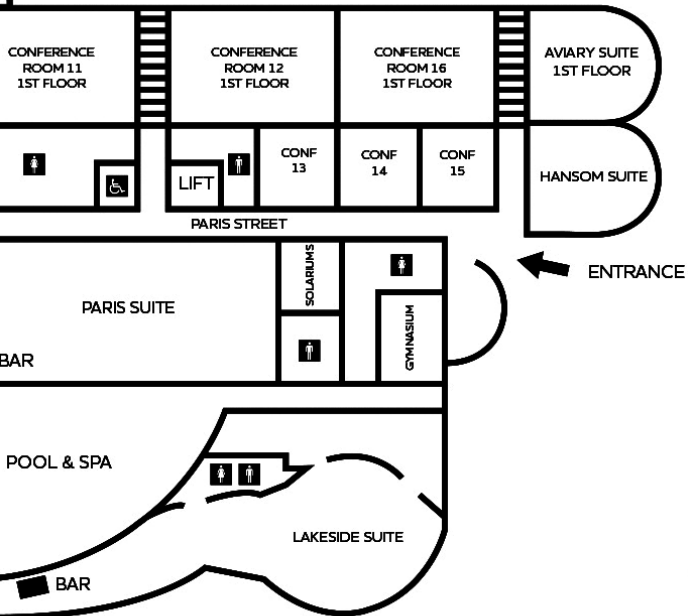 CONFERENCE
ROOM 11
1ST FLOOR
CONFERENCE
ROOM 12
1ST FLOOR
CONFERENCE
ROOM 16
1ST FLOOR
AVIARY SUITE
1ST FLOOR
LIFT
CONF
13
CONF
14
CONF
15
HANSOM SUITE
PARIS STREET
ENTRANCE
PARIS SUITE
SOLARIUMS
GYMNASIUM
BAR
POOL & SPA
LAKESIDE SUITE
BAR